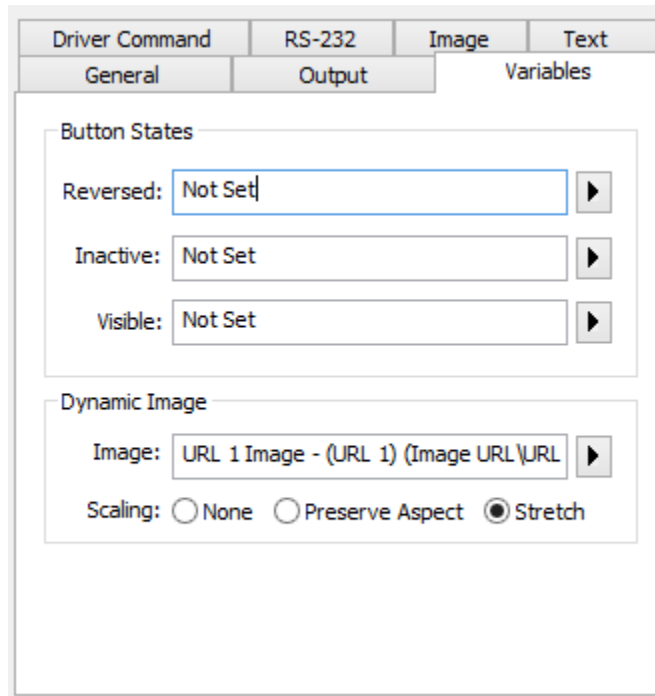 Driver Command RS-232 Image Text
General Output Variables
Button States
Reversed: Not Set
Inactive: Not Set
Visible: Not Set
Dynamic Image
Image: URL 1 Image - (URL 1) (Image URL\URL
Scaling: None Preserve Aspect Stretch